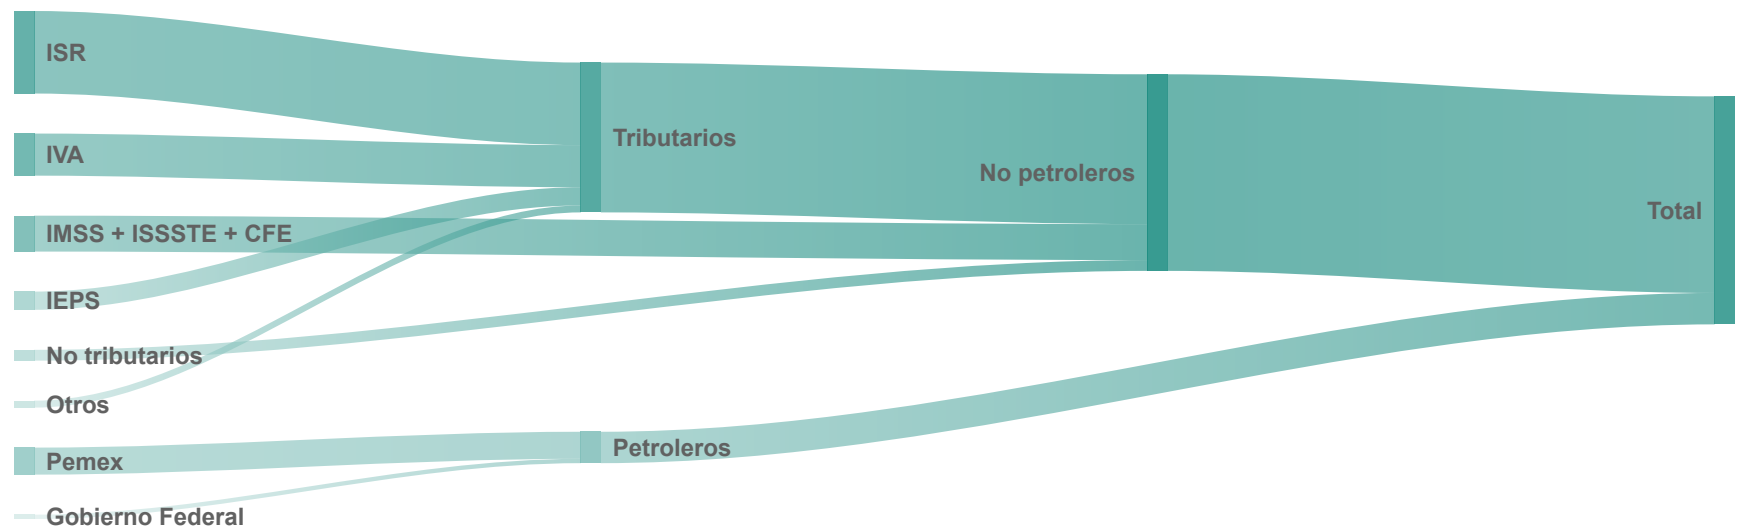 ISR
IVA
IMSS + ISSSTE + CFE
IEPS
No tributarios
Otros
Pemex
Gobierno Federal
Tributarios
Petroleros
No petroleros
Total